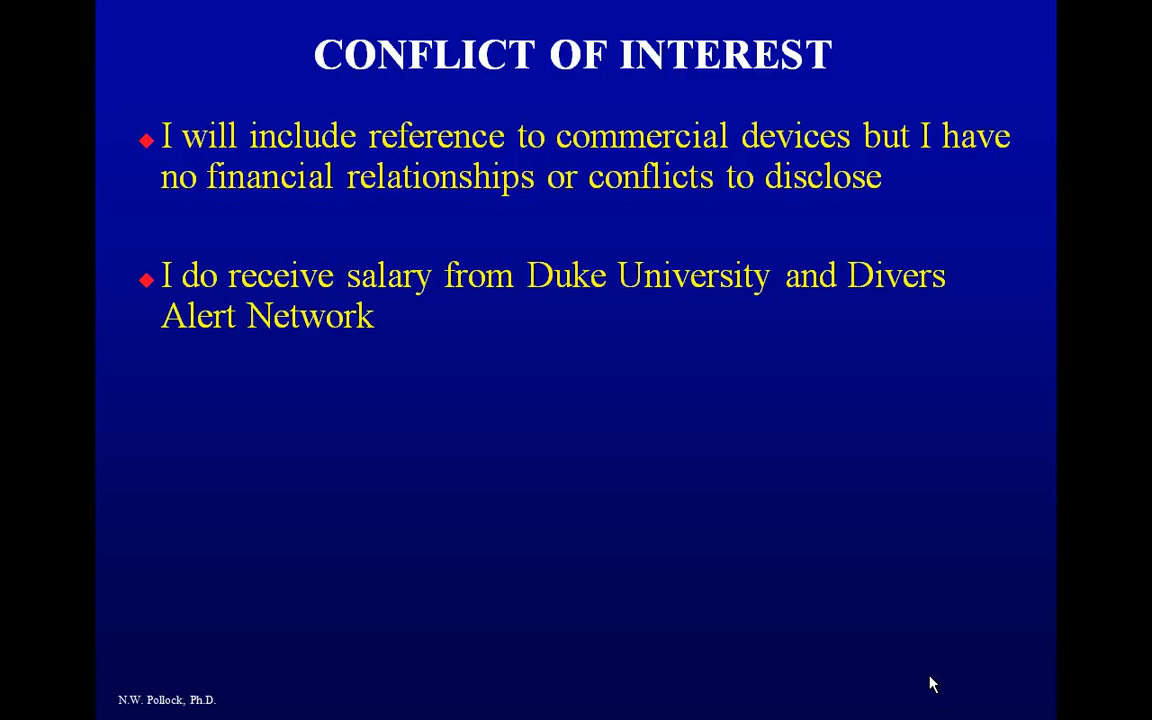 CONFLICT OF INTEREST
I will include reference to commercial devices but I have
no financial relationships or conflicts to disclose
I do receive salary from Duke University and Divers
Alert Network
N.W. Pollock, Ph.D.